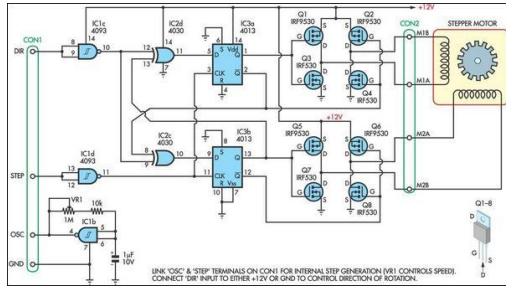 +12V
CON1
DIR
IC1c
4093
IC2d
4030
IC3a
4013
Q1
IRF9530
Q2
IRF9530
Q3
IRF530
Q4
IRF530
CON2
STEPPER MOTOR
M1B
M1A
M2A
M2B
IC1d
4093
IC2c
4030
IC3b
4013
+12V
Q5
IRF9530
Q6
IRF9530
Q7
IRF530
Q8
IRF530
STEP
OSC
GND
VR1
1M
10k
IC1b
1µF
10V
Q1–8
LINK 'OSC' & 'STEP' TERMINALS ON CON1 FOR INTERNAL STEP GENERATION (VR1 CONTROLS SPEED).
CONNECT 'DIR' INPUT TO EITHER +12V OR GND TO CONTROL DIRECTION OF ROTATION.